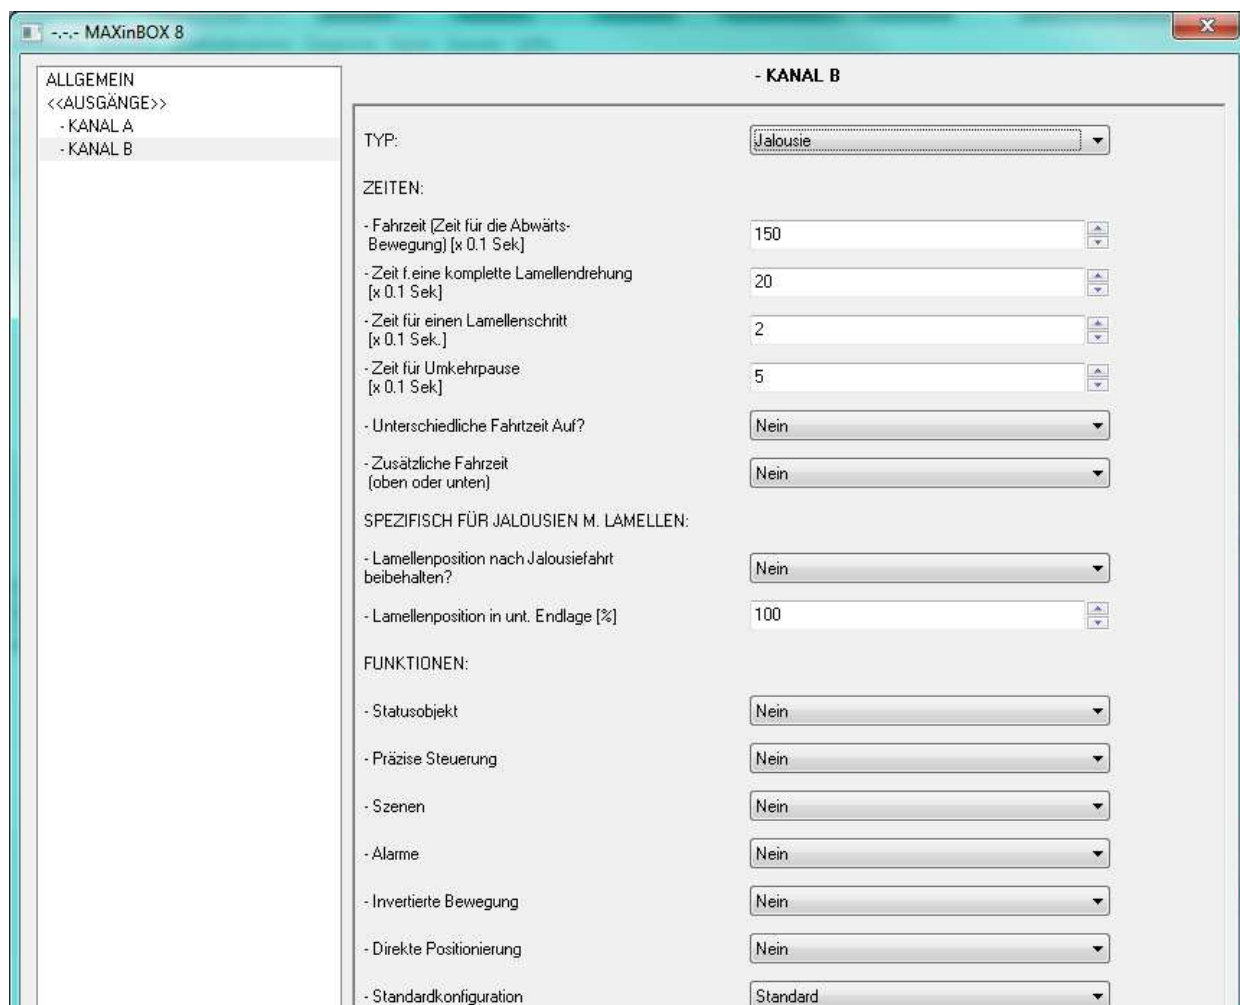 -.-.- MAXinBOX 8
ALLGEMEIN
<<AUSGÄNGE>>
- KANAL A
- KANAL B
- KANAL B
TYP:
Jalousie
ZEITEN:
- Fahrzeit (Zeit für die Abwärts-
Bewegung) [x 0.1 Sek]
150
- Zeit f.eine komplette Lamellendrehung
[x 0.1 Sek]
20
- Zeit für einen Lamellenschritt
[x 0.1 Sek.]
2
- Zeit für Umkehrpause
[x 0.1 Sek]
5
- Unterschiedliche Fahrtzeit Auf?
Nein
- Zusätzliche Fahrzeit
(oben oder unten)
Nein
SPEZIFISCH FÜR JALOUSIEN M. LAMELLEN:
- Lamellenposition nach Jalousiefahrt
beibehalten?
Nein
- Lamellenposition in unt. Endlage [%]
100
FUNKTIONEN:
- Statusobjekt
Nein
- Präzise Steuerung
Nein
- Szenen
Nein
- Alarme
Nein
- Invertierte Bewegung
Nein
- Direkte Positionierung
Nein
- Standardkonfiguration
Standard